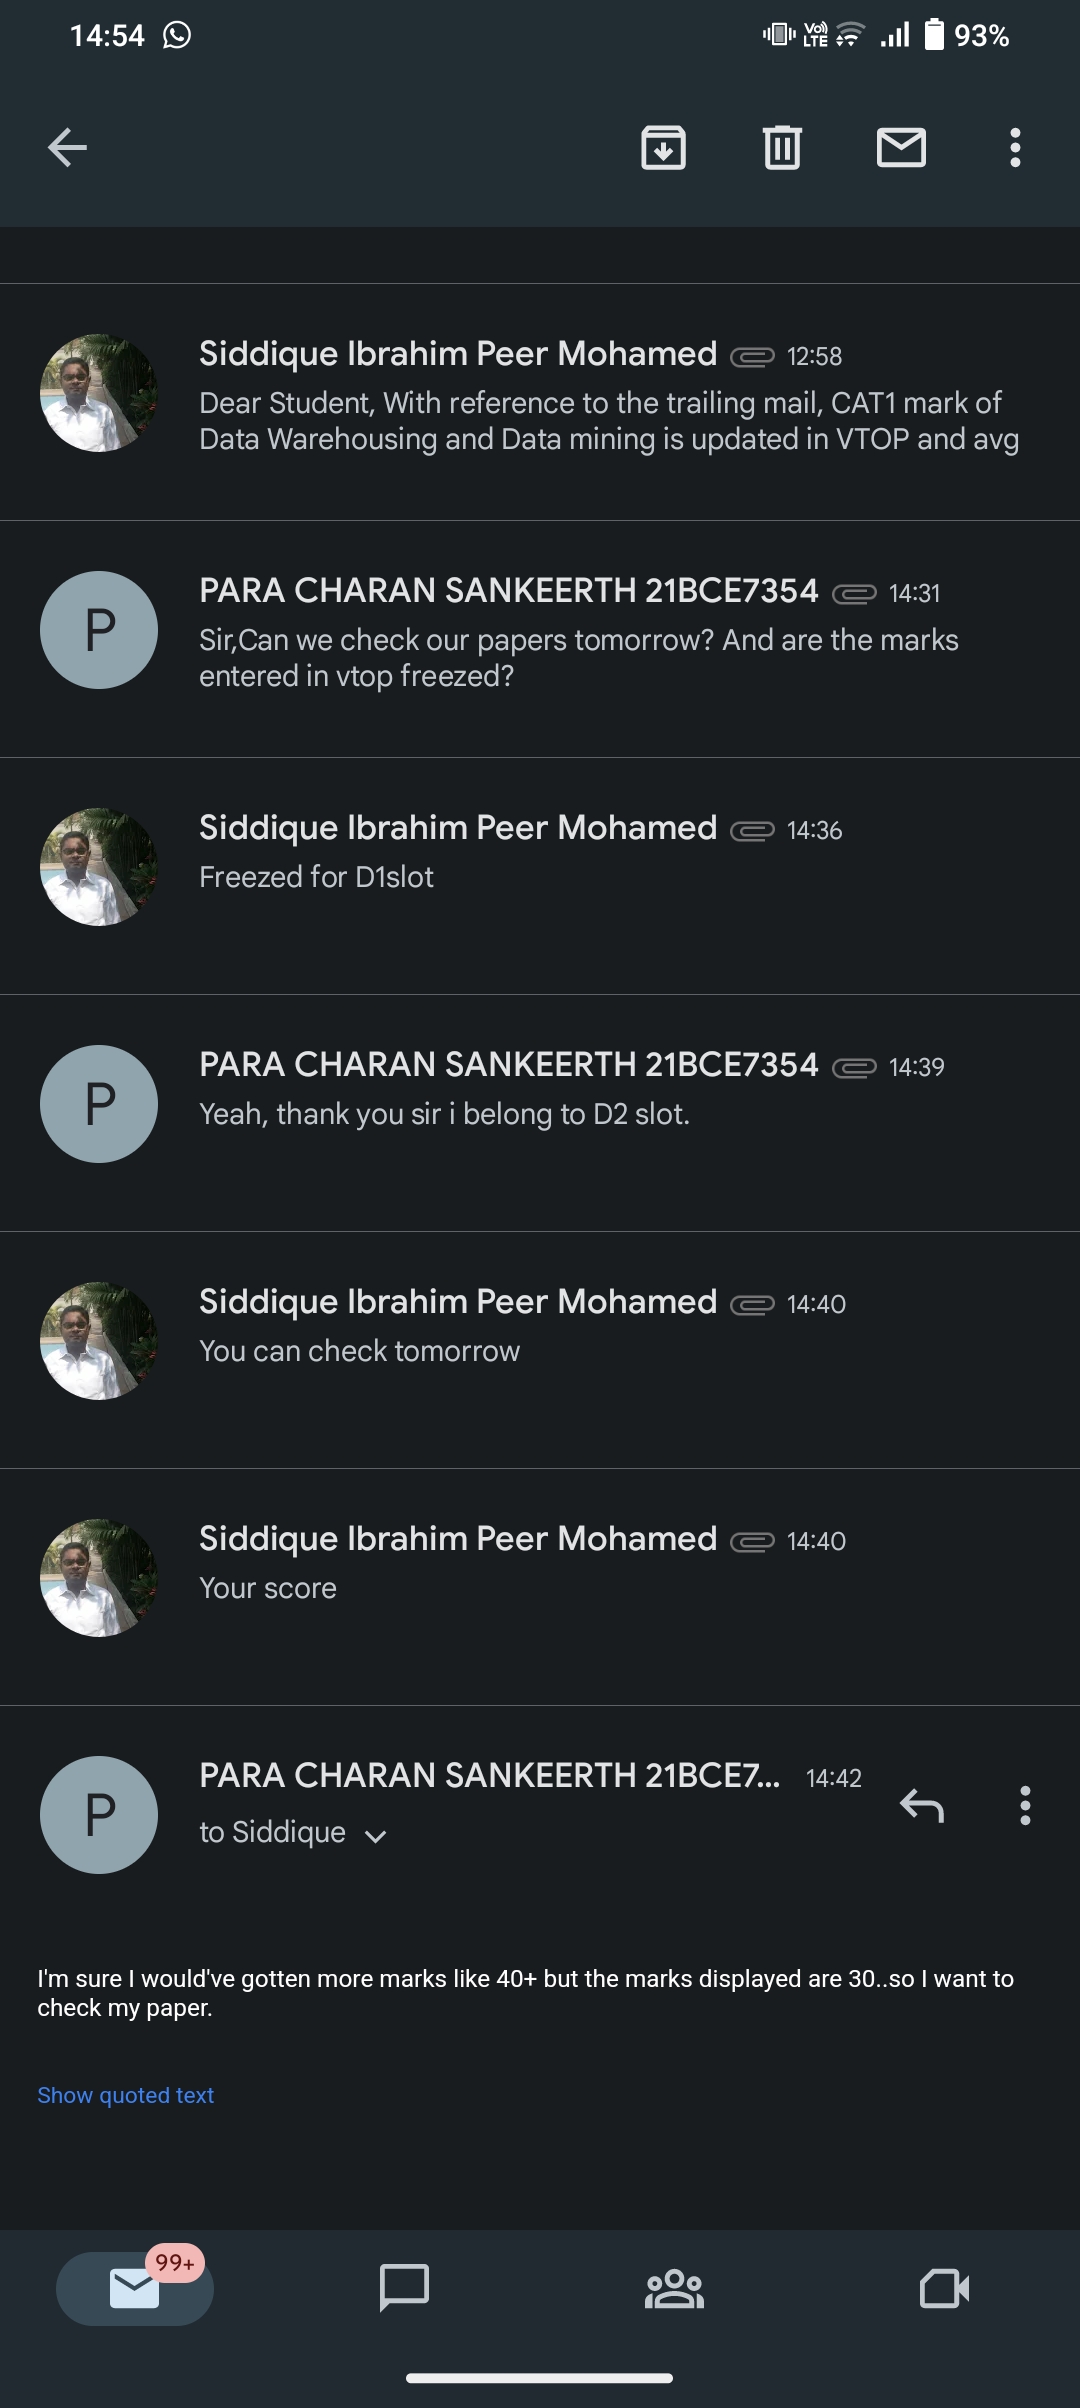 14:54
Vo)) LTE 93%
Siddique Ibrahim Peer Mohamed 12:58
Dear Student, With reference to the trailing mail, CAT1 mark of
Data Warehousing and Data mining is updated in VTOP and avg
P
PARA CHARAN SANKEERTH 21BCE7354 14:31
Sir,Can we check our papers tomorrow? And are the marks
entered in vtop freezed?
Siddique Ibrahim Peer Mohamed 14:36
Freezed for D1slot
P
PARA CHARAN SANKEERTH 21BCE7354 14:39
Yeah, thank you sir i belong to D2 slot.
Siddique Ibrahim Peer Mohamed 14:40
You can check tomorrow
Siddique Ibrahim Peer Mohamed 14:40
Your score
P
PARA CHARAN SANKEERTH 21BCE7... 14:42
to Siddique
I'm sure I would've gotten more marks like 40+ but the marks displayed are 30..so I want to
check my paper.
Show quoted text
99+